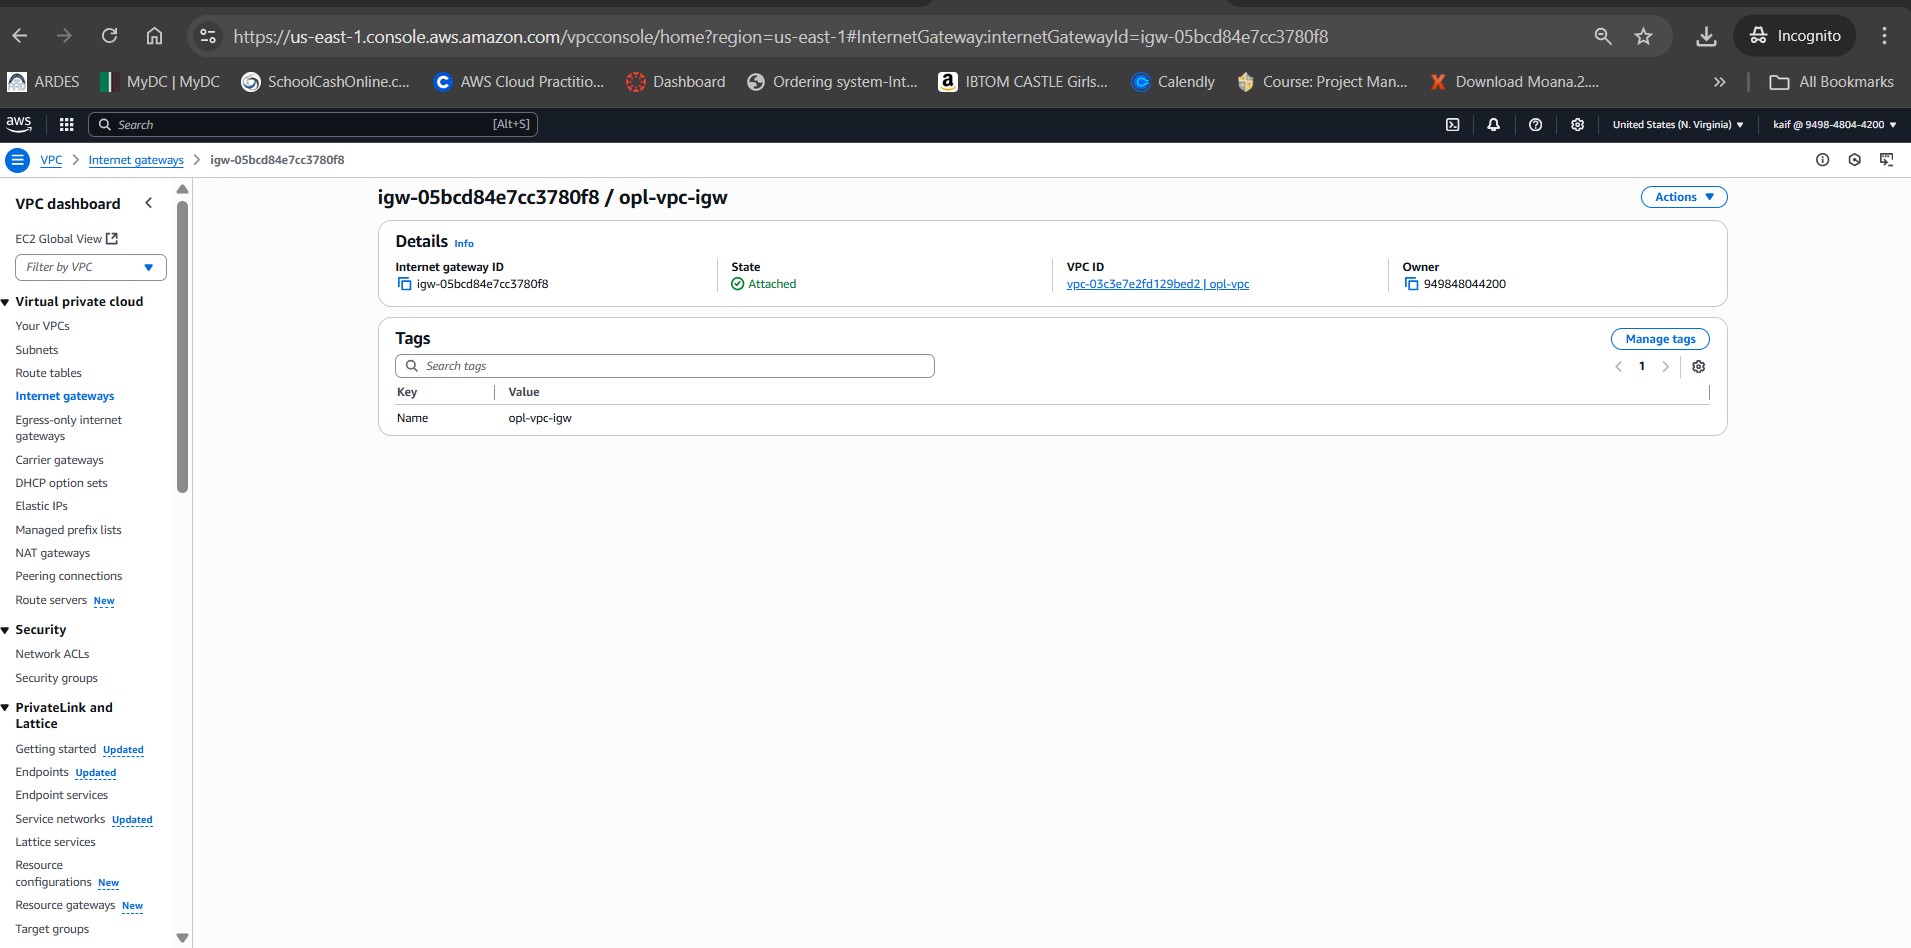 https://us-east-1.console.aws.amazon.com/vpcconsole/home?region=us-east-1#InternetGateway:internetGatewayId=igw-05bcd84e7cc3780f8
Incognito
ARDES
MyDC | MyDC
SchoolCashOnline.c...
AWS Cloud Practitio...
Dashboard
Ordering system-Int...
IBTOM CASTLE Girls...
Calendly
Course: Project Man...
Download Moana.2....
All Bookmarks
aws
Search
[Alt+S]
United States (N. Virginia)
kaif @ 9498-4804-4200
VPC
Internet gateways
igw-05bcd84e7cc3780f8
VPC dashboard
EC2 Global View
Filter by VPC
Virtual private cloud
Your VPCs
Subnets
Route tables
Internet gateways
Egress-only internet
gateways
Carrier gateways
DHCP option sets
Elastic IPs
Managed prefix lists
NAT gateways
Peering connections
Route servers New
Security
Network ACLs
Security groups
PrivateLink and
Lattice
Getting started Updated
Endpoints Updated
Endpoint services
Service networks Updated
Lattice services
Resource
configurations New
Resource gateways New
Target groups
igw-05bcd84e7cc3780f8 / opl-vpc-igw
Actions
Details Info
Internet gateway ID
igw-05bcd84e7cc3780f8
State
Attached
VPC ID
vpc-03c3e7e2fd129bed2 | opl-vpc
Owner
949848044200
Tags
Manage tags
Search tags
1
Key Value
Name opl-vpc-igw